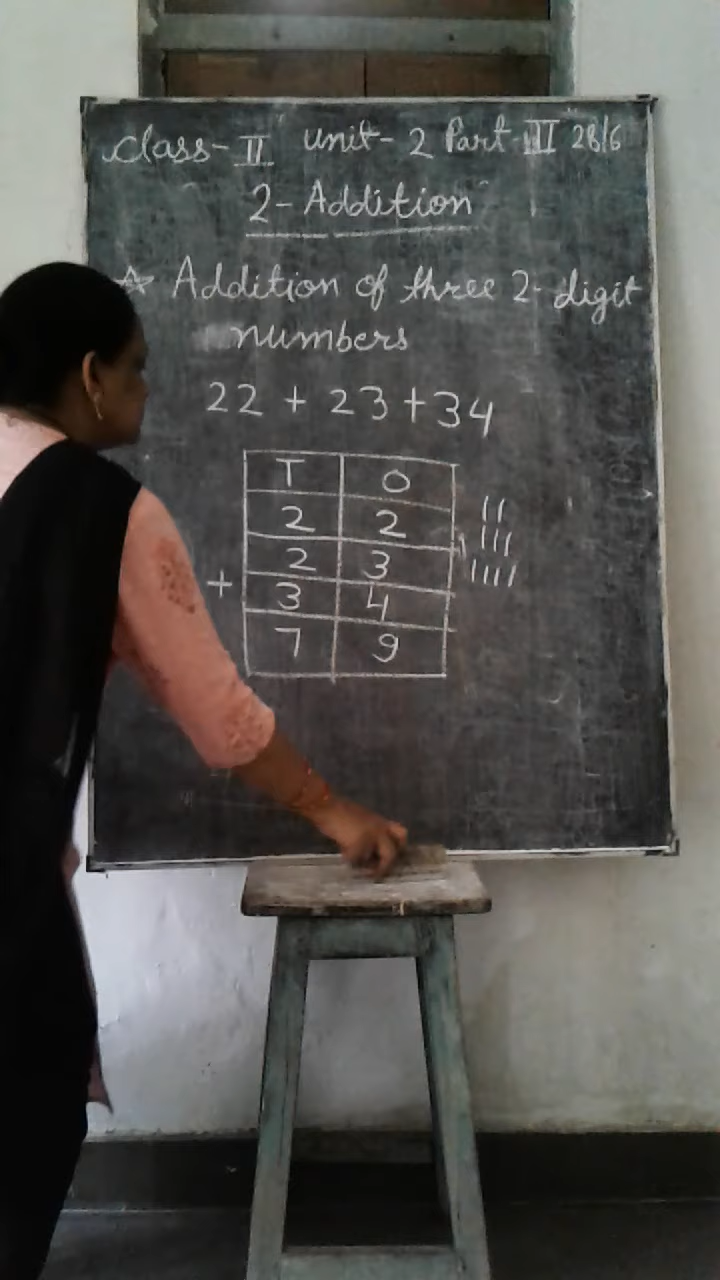 class-II unit-2 Part-III 28/6
2-Addition
☆ Addition of three 2-digit
numbers
22 + 23 + 34
T O
2 2
2 3
+ 3 4
7 9